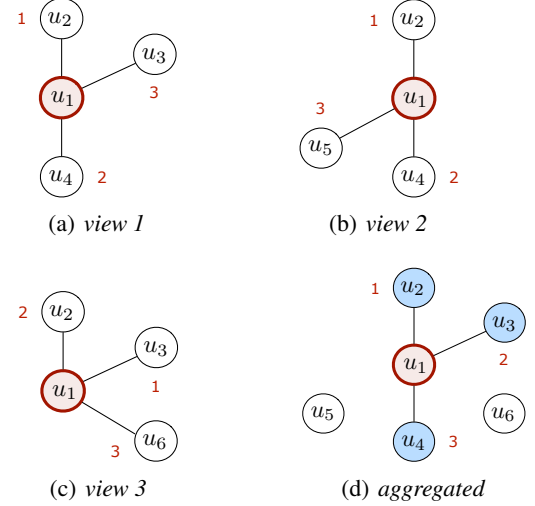 1 u₂
u₃
u₁
3
u₄ 2
(a) view 1
1 u₂
u₁
3
u₅
u₄ 2
(b) view 2
2 u₂
u₃
u₁
1
3 u₆
(c) view 3
1 u₂
u₃
u₁
2
u₅ u₆
u₄ 3
(d) aggregated